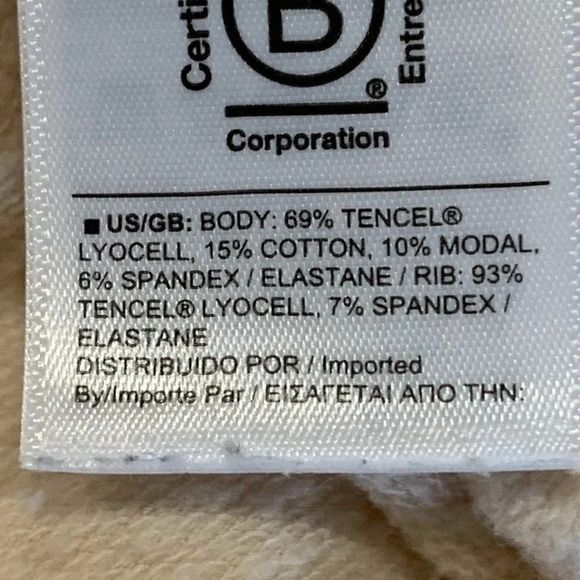 Certi
B
®
Entre
Corporation
■ US/GB: BODY: 69% TENCEL®
LYOCELL, 15% COTTON, 10% MODAL,
6% SPANDEX / ELASTANE / RIB: 93%
TENCEL® LYOCELL, 7% SPANDEX /
ELASTANE
DISTRIBUIDO POR / Imported
By/Importe Par / ΕΙΣΑΓΕΤΑΙ ΑΠΟ ΤΗΝ: